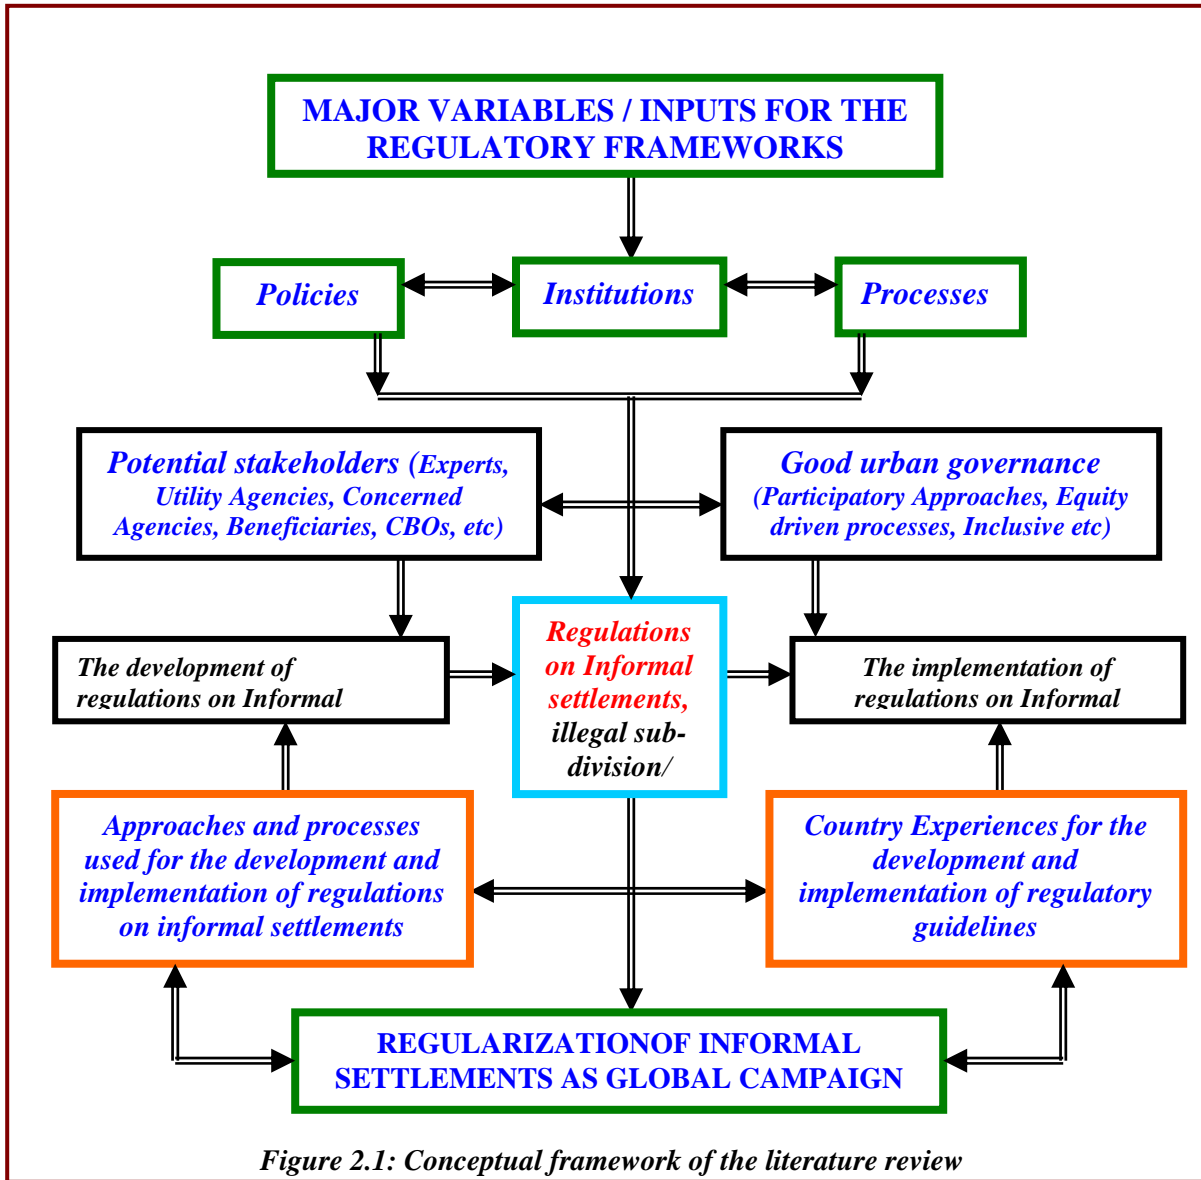 MAJOR VARIABLES / INPUTS FOR THE
REGULATORY FRAMEWORKS
Policies
Institutions
Processes
Potential stakeholders (Experts,
Utility Agencies, Concerned
Agencies, Beneficiaries, CBOs, etc)
Good urban governance
(Participatory Approaches, Equity
driven processes, Inclusive etc)
The development of
regulations on Informal
Regulations
on Informal
settlements,
illegal sub-
division/
The implementation of
regulations on Informal
Approaches and processes
used for the development and
implementation of regulations
on informal settlements
Country Experiences for the
development and
implementation of regulatory
guidelines
REGULARIZATIONOF INFORMAL
SETTLEMENTS AS GLOBAL CAMPAIGN
Figure 2.1: Conceptual framework of the literature review